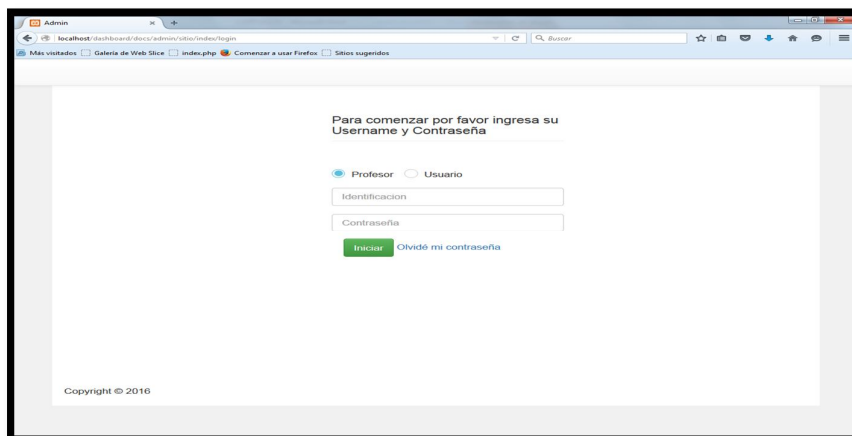 Admin
localhost/dashboard/docs/admin/sitio/index/login
Buscar
Más visitados Galería de Web Slice index.php Comenzar a usar Firefox Sitios sugeridos
Para comenzar por favor ingresa su
Username y Contraseña
Profesor Usuario
Identificacion
Contraseña
Iniciar Olvidé mi contraseña
Copyright © 2016